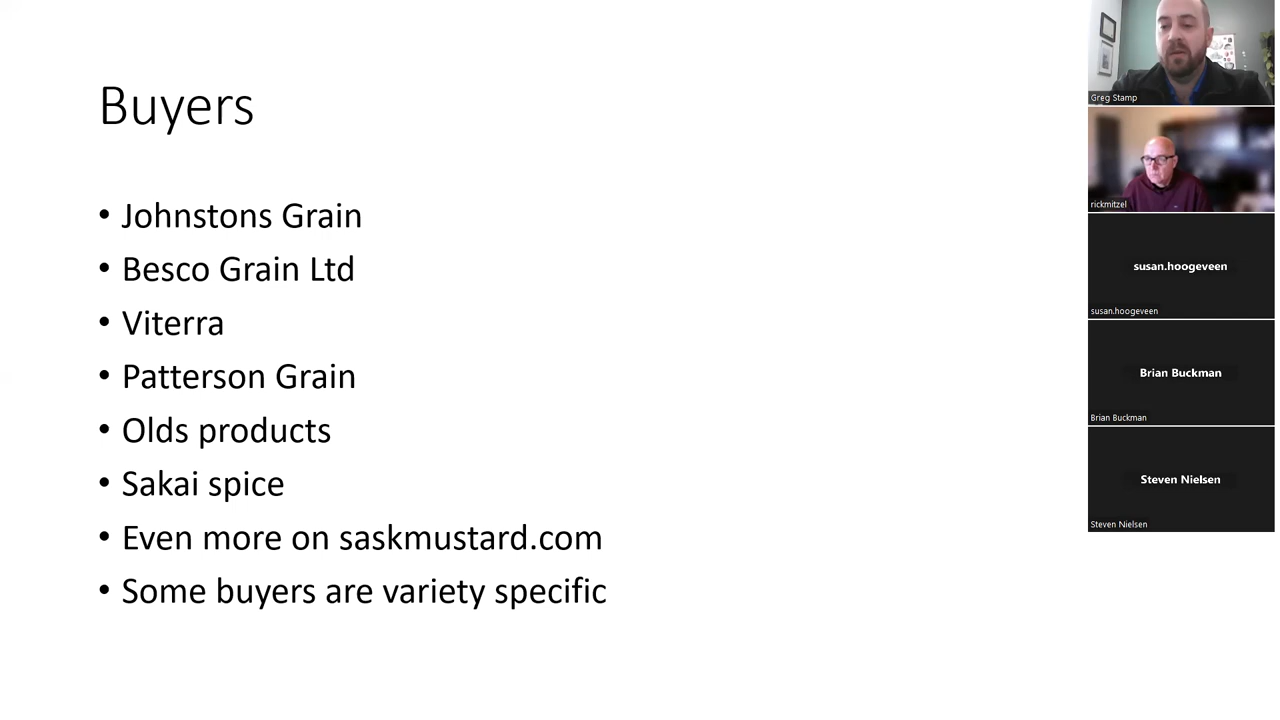 Buyers
• Johnstons Grain
• Besco Grain Ltd
• Viterra
• Patterson Grain
• Olds products
• Sakai spice
• Even more on saskmustard.com
• Some buyers are variety specific
Greg Stamp
rickmitzel
susan.hoogeveen
susan.hoogeveen
Brian Buckman
Brian Buckman
Steven Nielsen
Steven Nielsen